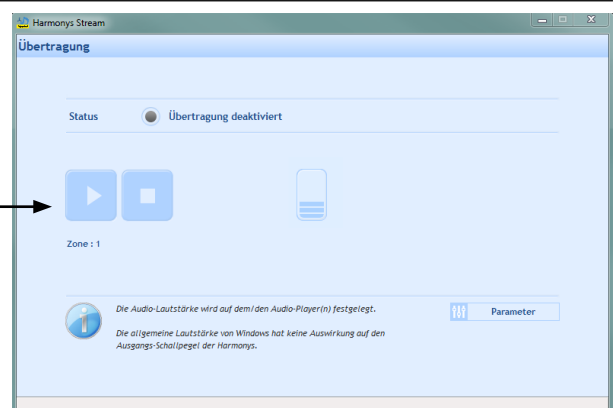 Harmonys Stream
Übertragung
Status Übertragung deaktiviert
Zone : 1
Die Audio-Lautstärke wird auf dem/den Audio-Player(n) festgelegt.
Parameter
Die allgemeine Lautstärke von Windows hat keine Auswirkung auf den
Ausgangs-Schallpegel der Harmonys.